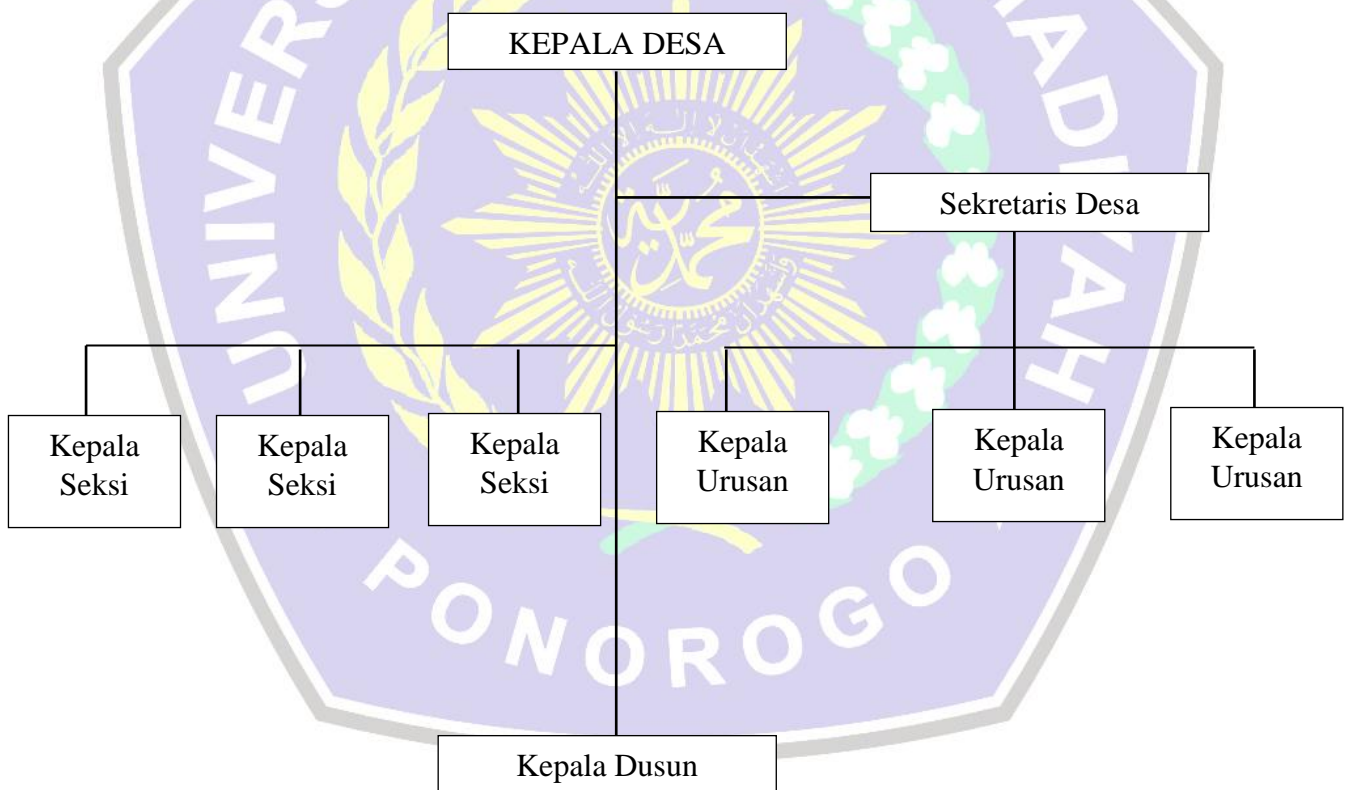 KEPALA DESA
Sekretaris Desa
Kepala
Seksi
Kepala
Seksi
Kepala
Seksi
Kepala
Urusan
Kepala
Urusan
Kepala
Urusan
Kepala Dusun
PONOROGO